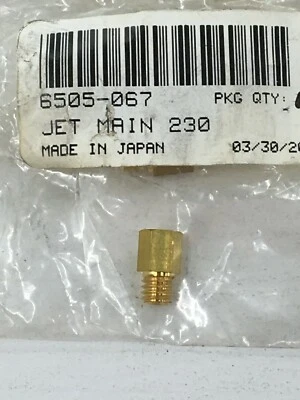 6505-067 PKG QTY:
JET MAIN 230
MADE IN JAPAN 03/30/20